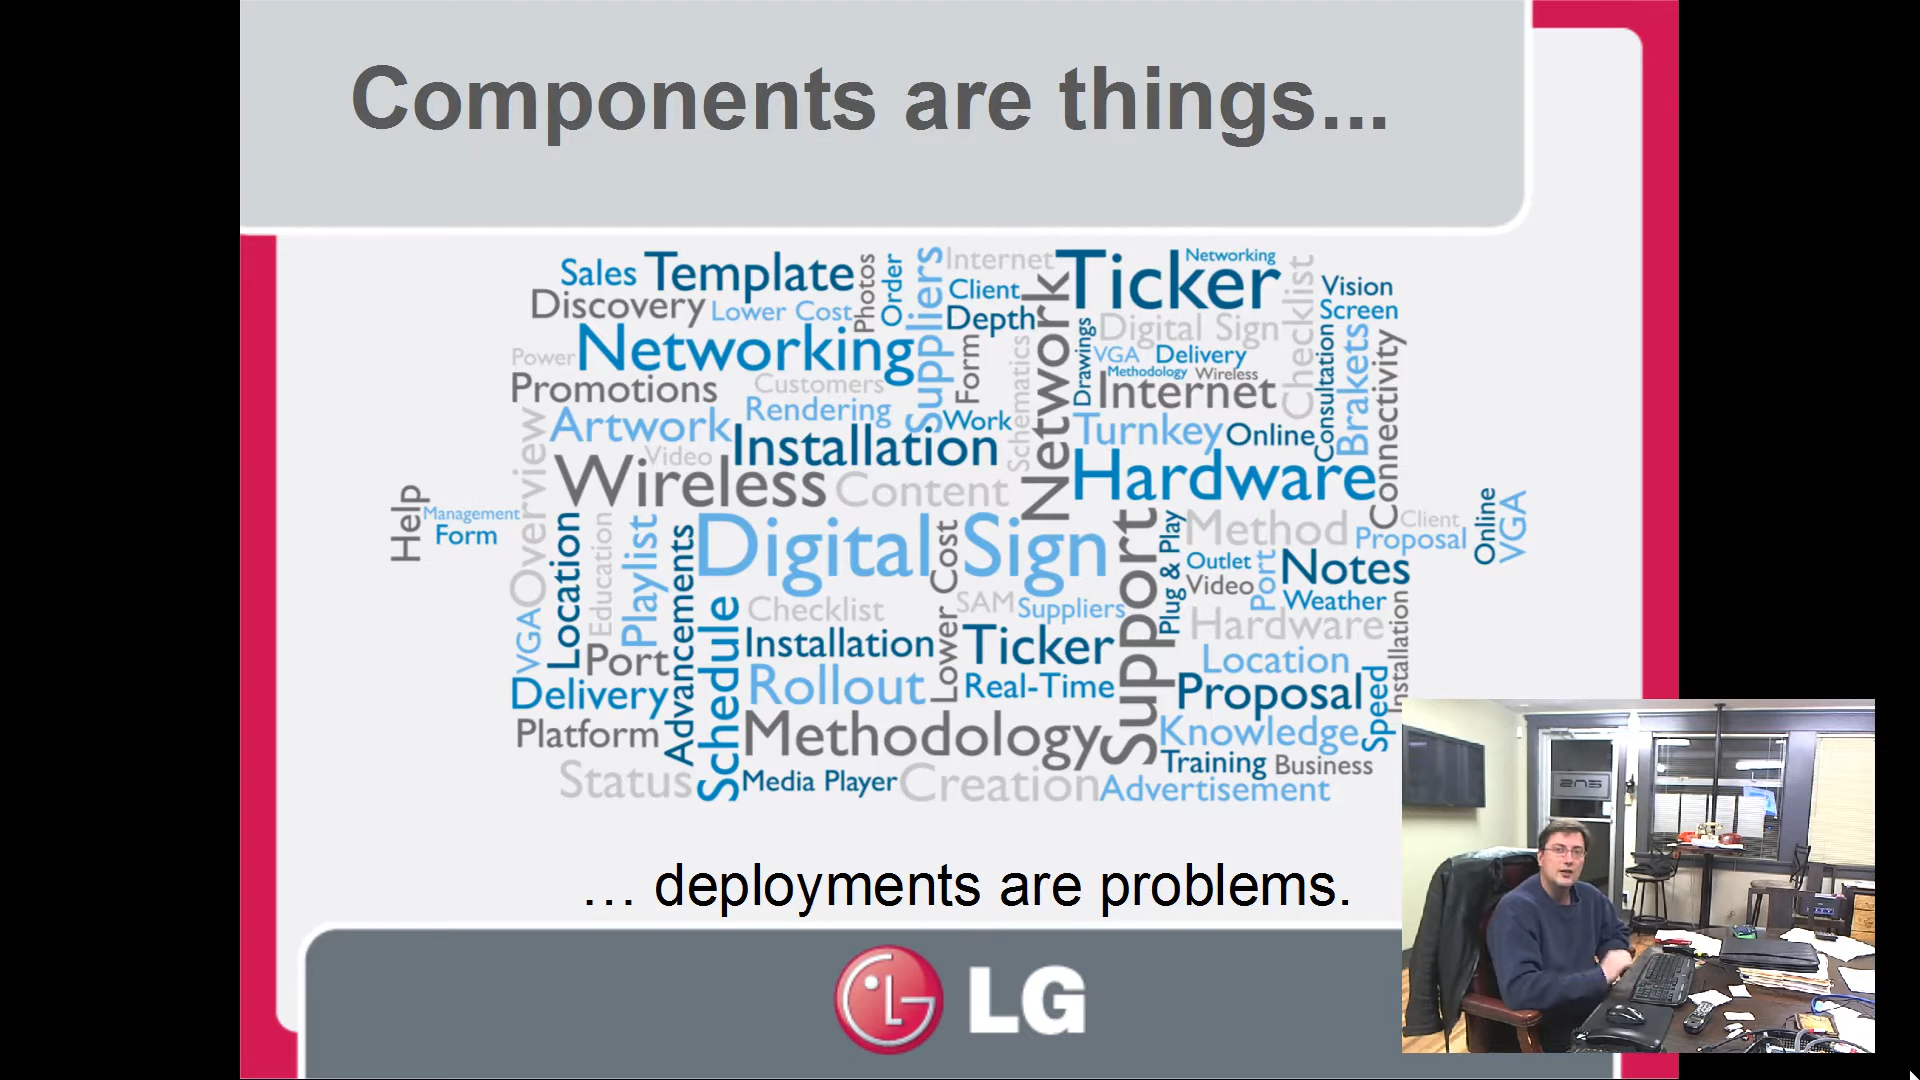 Components are things...
Sales
Template
Photos
Order
Suppliers
Internet
Ticker
Networking
Checklist
Vision
Discovery
Lower Cost
Client
Network
Screen
Depth
Digital Sign
Networking
Form
Schematics
Drawings
VGA
Delivery
Consultation
Brakets
Connectivity
Power
Methodology
Wireless
Promotions
Customers
Internet
Rendering
Work
Artwork
Turnkey
Online
Installation
Video
Overview
Wireless
Content
Hardware
Help
Management
Form
Location
Education
Playlist
Advancements
Digital Sign
Lower Cost
Support
Plug & Play
Method
Client
Proposal
Online
VGA
Outlet
Port
Notes
Video
Weather
VGA
Schedule
Checklist
SAM
Suppliers
Hardware
Installation
Installation
Ticker
Port
Location
Rollout
Real-Time
Delivery
Proposal
Speed
Platform
Methodology
Knowledge
Training
Business
Status
Media Player
Creation
Advertisement
... deployments are problems.
LG
SNS